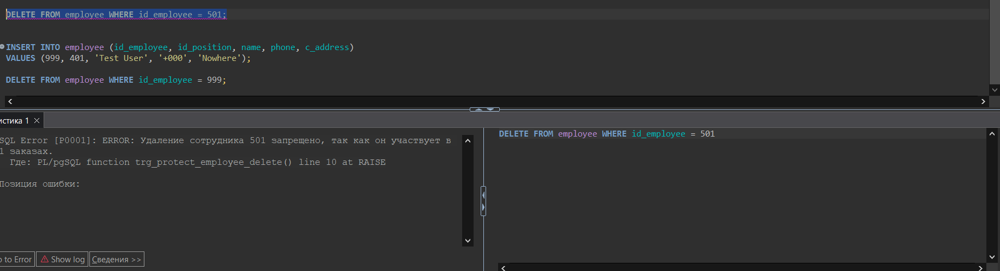 DELETE FROM employee WHERE id_employee = 501;
INSERT INTO employee (id_employee, id_position, name, phone, c_address)
VALUES (999, 401, 'Test User', '+000', 'Nowhere');
DELETE FROM employee WHERE id_employee = 999;
истика 1
SQL Error [P0001]: ERROR: Удаление сотрудника 501 запрещено, так как он участвует в
1 заказах.
Где: PL/pgSQL function trg_protect_employee_delete() line 10 at RAISE
Позиция ошибки:
DELETE FROM employee WHERE id_employee = 501
o to Error
Show log
Сведения >>